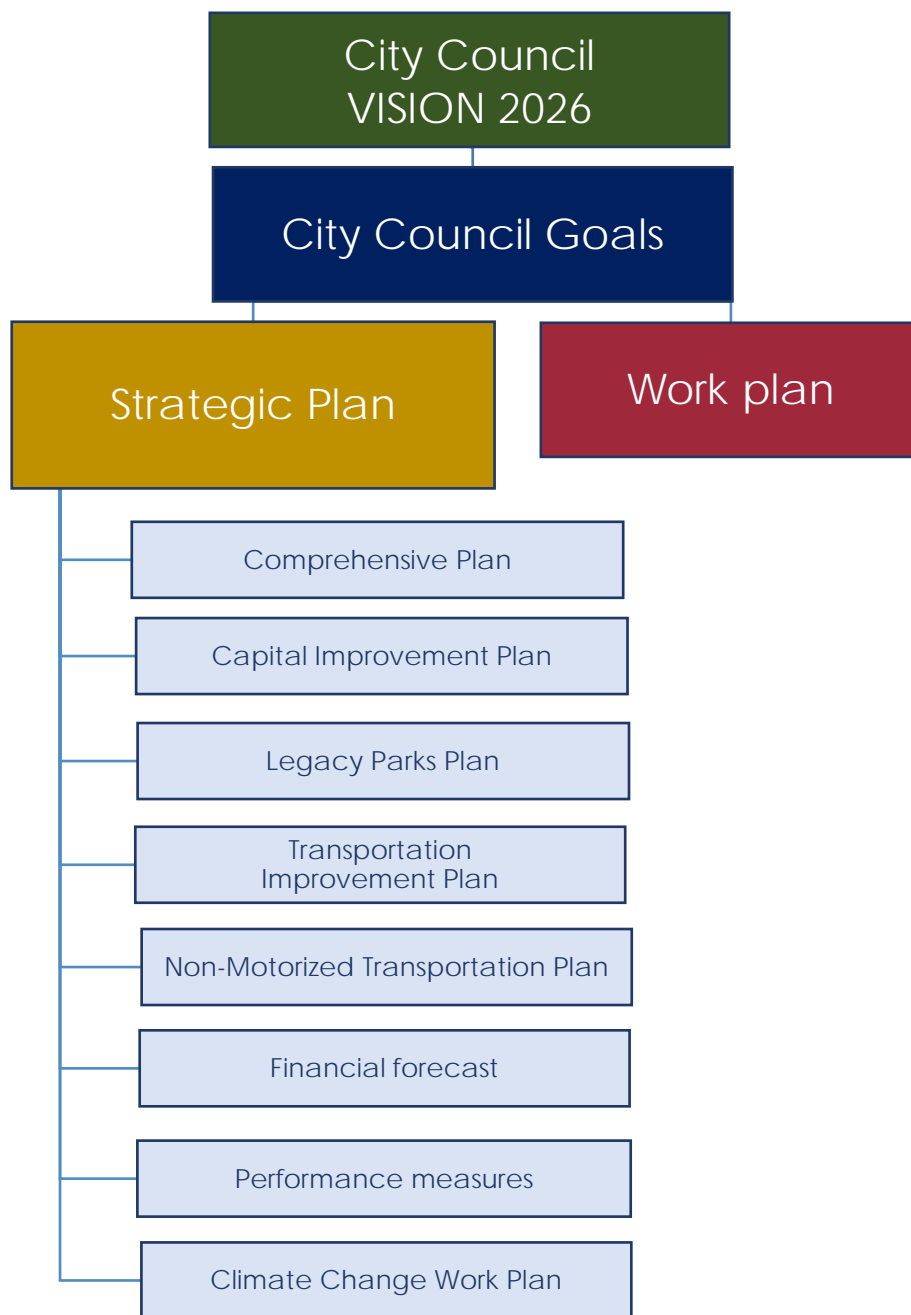 City Council
VISION 2026
City Council Goals
Strategic Plan
Work plan
Comprehensive Plan
Capital Improvement Plan
Legacy Parks Plan
Transportation
Improvement Plan
Non-Motorized Transportation Plan
Financial forecast
Performance measures
Climate Change Work Plan